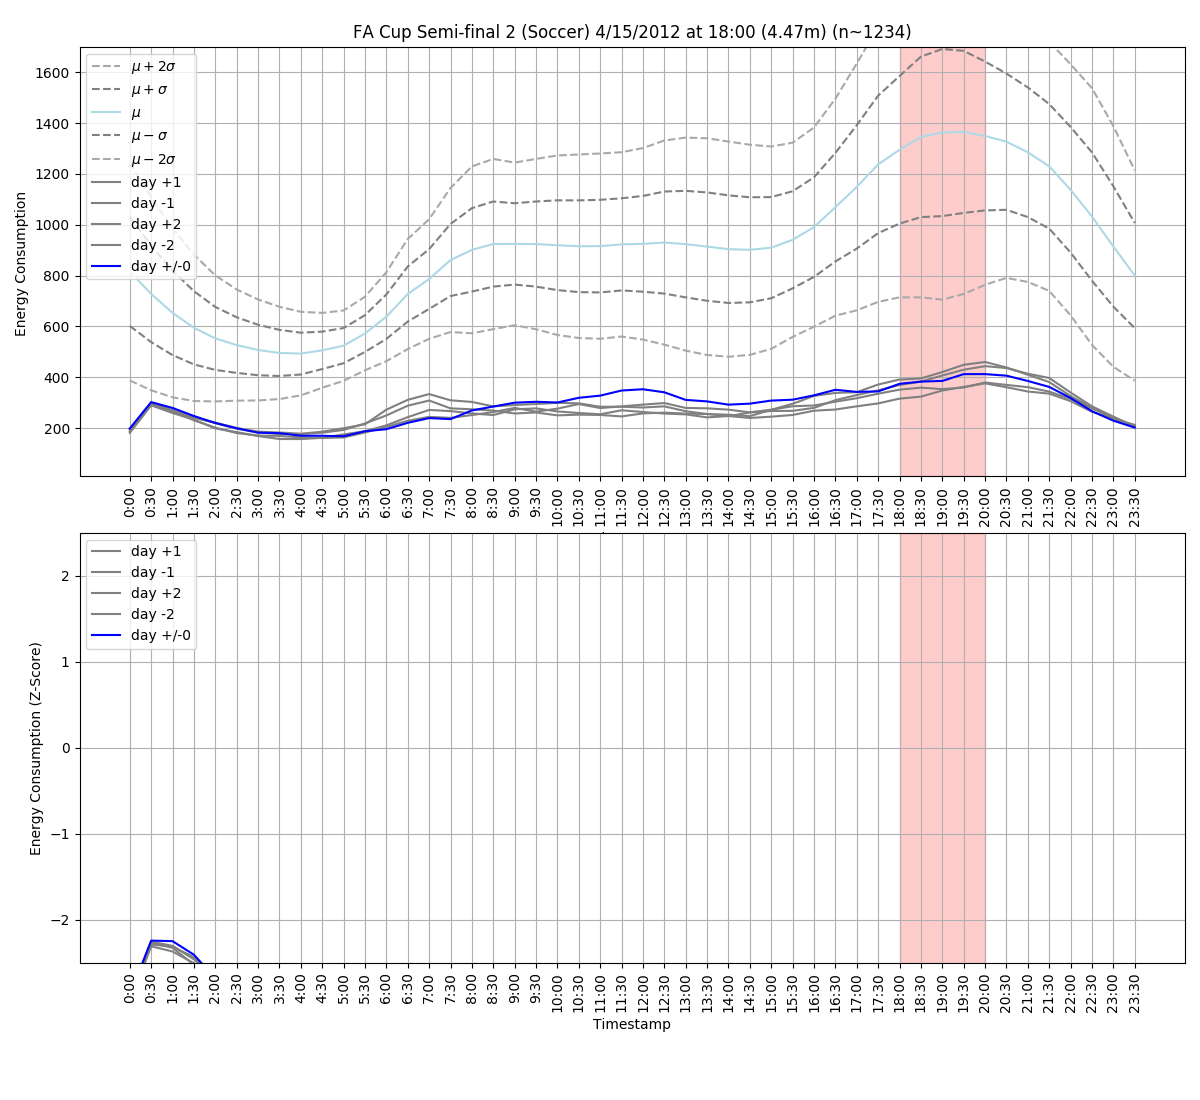 FA Cup Semi-final 2 (Soccer) 4/15/2012 at 18:00 (4.47m) (n~1234)
Energy Consumption
1600
1400
1200
1000
800
600
400
200
μ + 2σ
μ + σ
μ
μ − σ
μ − 2σ
day +1
day -1
day +2
day -2
day +/-0
0:00 0:30 1:00 1:30 2:00 2:30 3:00 3:30 4:00 4:30 5:00 5:30 6:00 6:30 7:00 7:30 8:00 8:30 9:00 9:30 10:00 10:30 11:00 11:30 12:00 12:30 13:00 13:30 14:00 14:30 15:00 15:30 16:00 16:30 17:00 17:30 18:00 18:30 19:00 19:30 20:00 20:30 21:00 21:30 22:00 22:30 23:00 23:30
Energy Consumption (Z-Score)
2
1
0
−1
−2
day +1
day -1
day +2
day -2
day +/-0
0:00 0:30 1:00 1:30 2:00 2:30 3:00 3:30 4:00 4:30 5:00 5:30 6:00 6:30 7:00 7:30 8:00 8:30 9:00 9:30 10:00 10:30 11:00 11:30 12:00 12:30 13:00 13:30 14:00 14:30 15:00 15:30 16:00 16:30 17:00 17:30 18:00 18:30 19:00 19:30 20:00 20:30 21:00 21:30 22:00 22:30 23:00 23:30
Timestamp